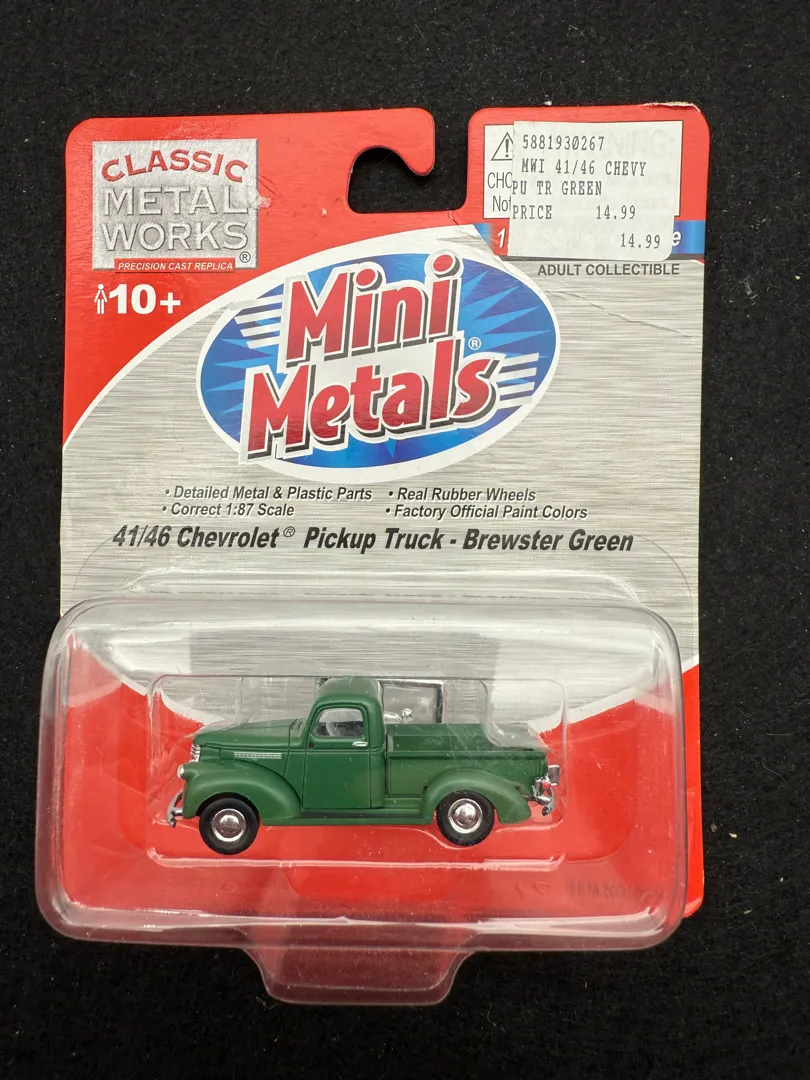 CLASSIC
METAL
WORKS®
PRECISION CAST REPLICA
10+
5881930267
MWI 41/46 CHEVY
PU TR GREEN
PRICE 14.99
14.99
ADULT COLLECTIBLE
Mini
Metals®
• Detailed Metal & Plastic Parts • Real Rubber Wheels
• Correct 1:87 Scale • Factory Official Paint Colors
41/46 Chevrolet® Pickup Truck - Brewster Green